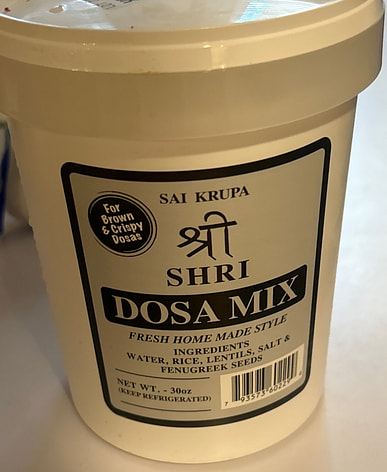 SAI KRUPA
For
Brown
& Crispy
Dosas
श्री
SHRI
DOSA MIX
FRESH HOME MADE STYLE
INGREDIENTS
WATER, RICE, LENTILS, SALT &
FENUGREEK SEEDS
NET WT. - 30oz
(KEEP REFRIGERATED)